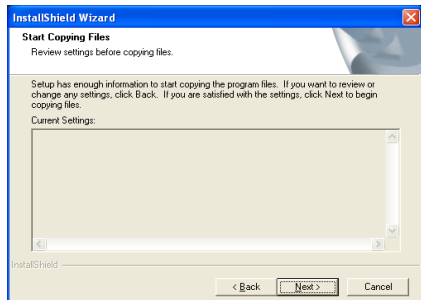 InstallShield Wizard
Start Copying Files
Review settings before copying files.
Setup has enough information to start copying the program files. If you want to review or
change any settings, click Back. If you are satisfied with the settings, click Next to begin
copying files.
Current Settings:
InstallShield
< Back Next > Cancel